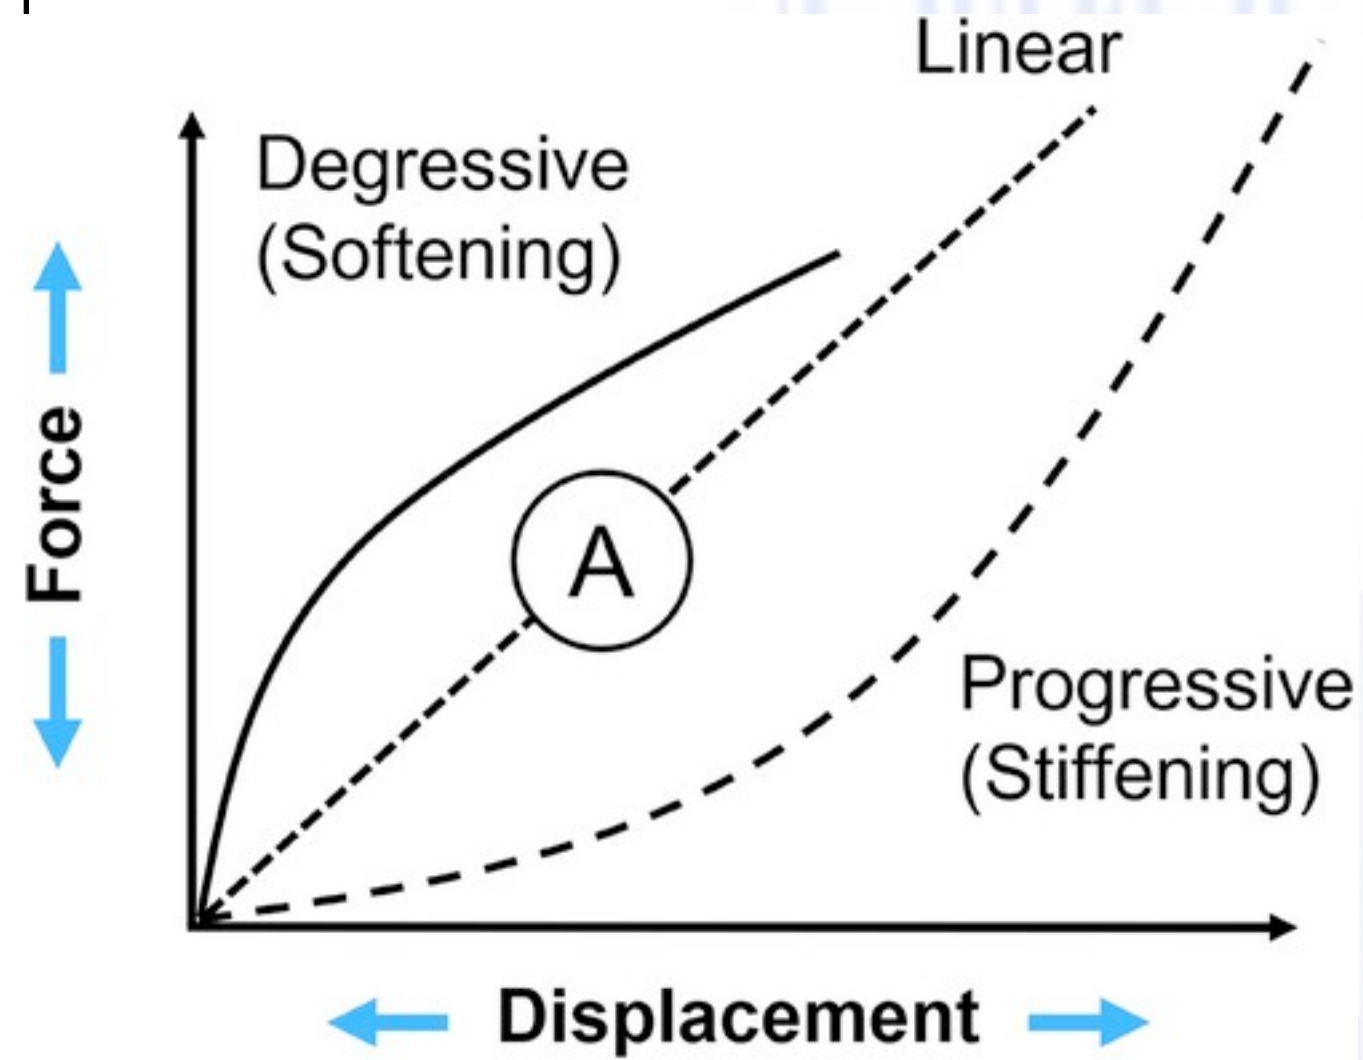 Linear
Degressive
(Softening)
A
Force
Progressive
(Stiffening)
Displacement